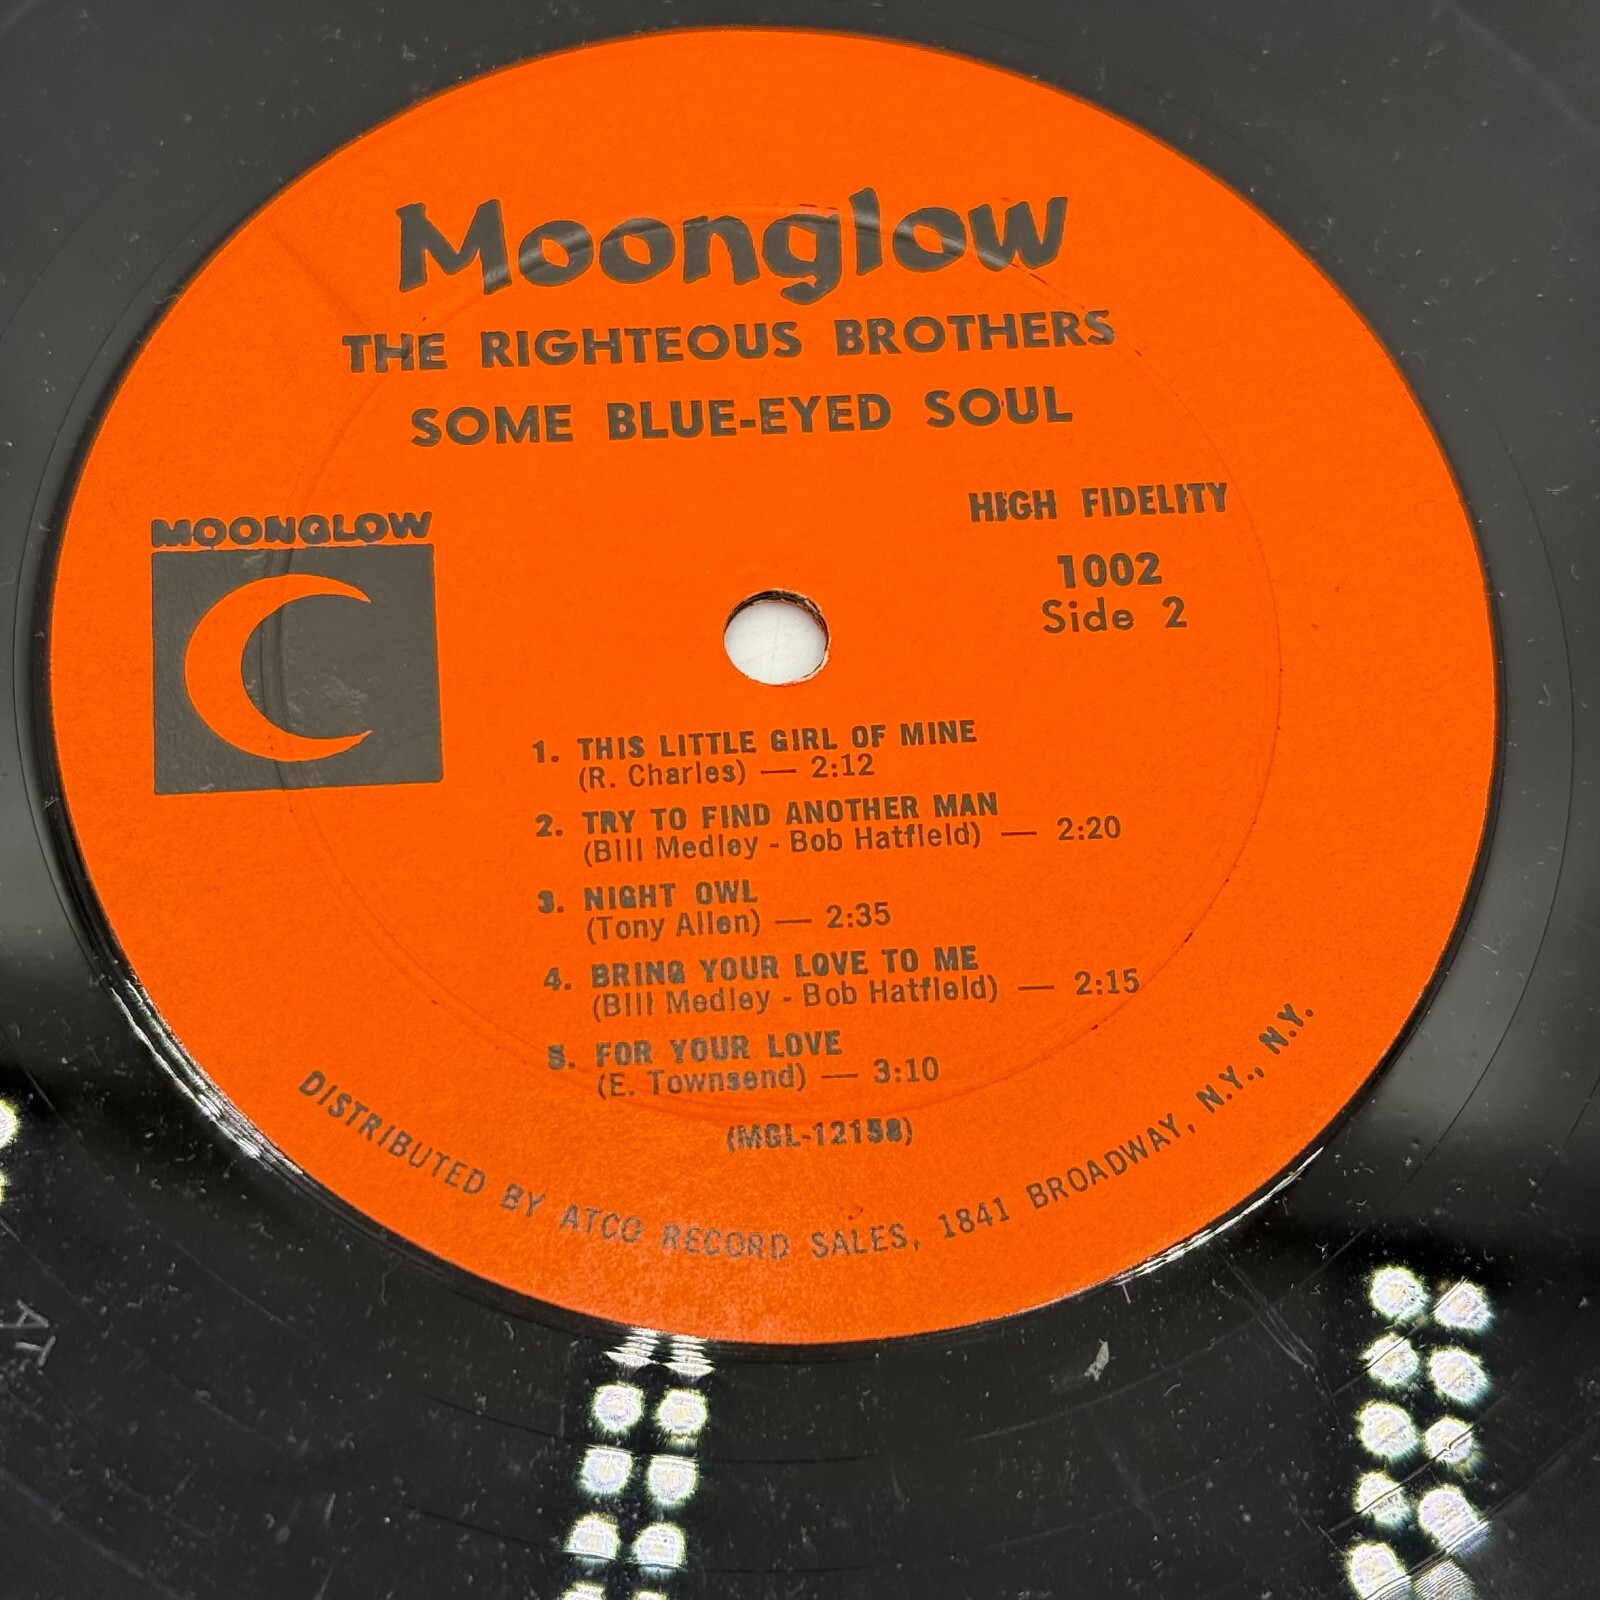 Moonglow
THE RIGHTEOUS BROTHERS
SOME BLUE-EYED SOUL
MOONGLOW
HIGH FIDELITY
1002
Side 2
1. THIS LITTLE GIRL OF MINE
(R. Charles) — 2:12
2. TRY TO FIND ANOTHER MAN
(Bill Medley - Bob Hatfield) — 2:20
3. NIGHT OWL
(Tony Allen) — 2:35
4. BRING YOUR LOVE TO ME
(Bill Medley - Bob Hatfield) — 2:15
5. FOR YOUR LOVE
(E. Townsend) — 3:10
(MGL-12158)
DISTRIBUTED BY ATCO RECORD SALES, 1841 BROADWAY, N.Y., N.Y.
AT